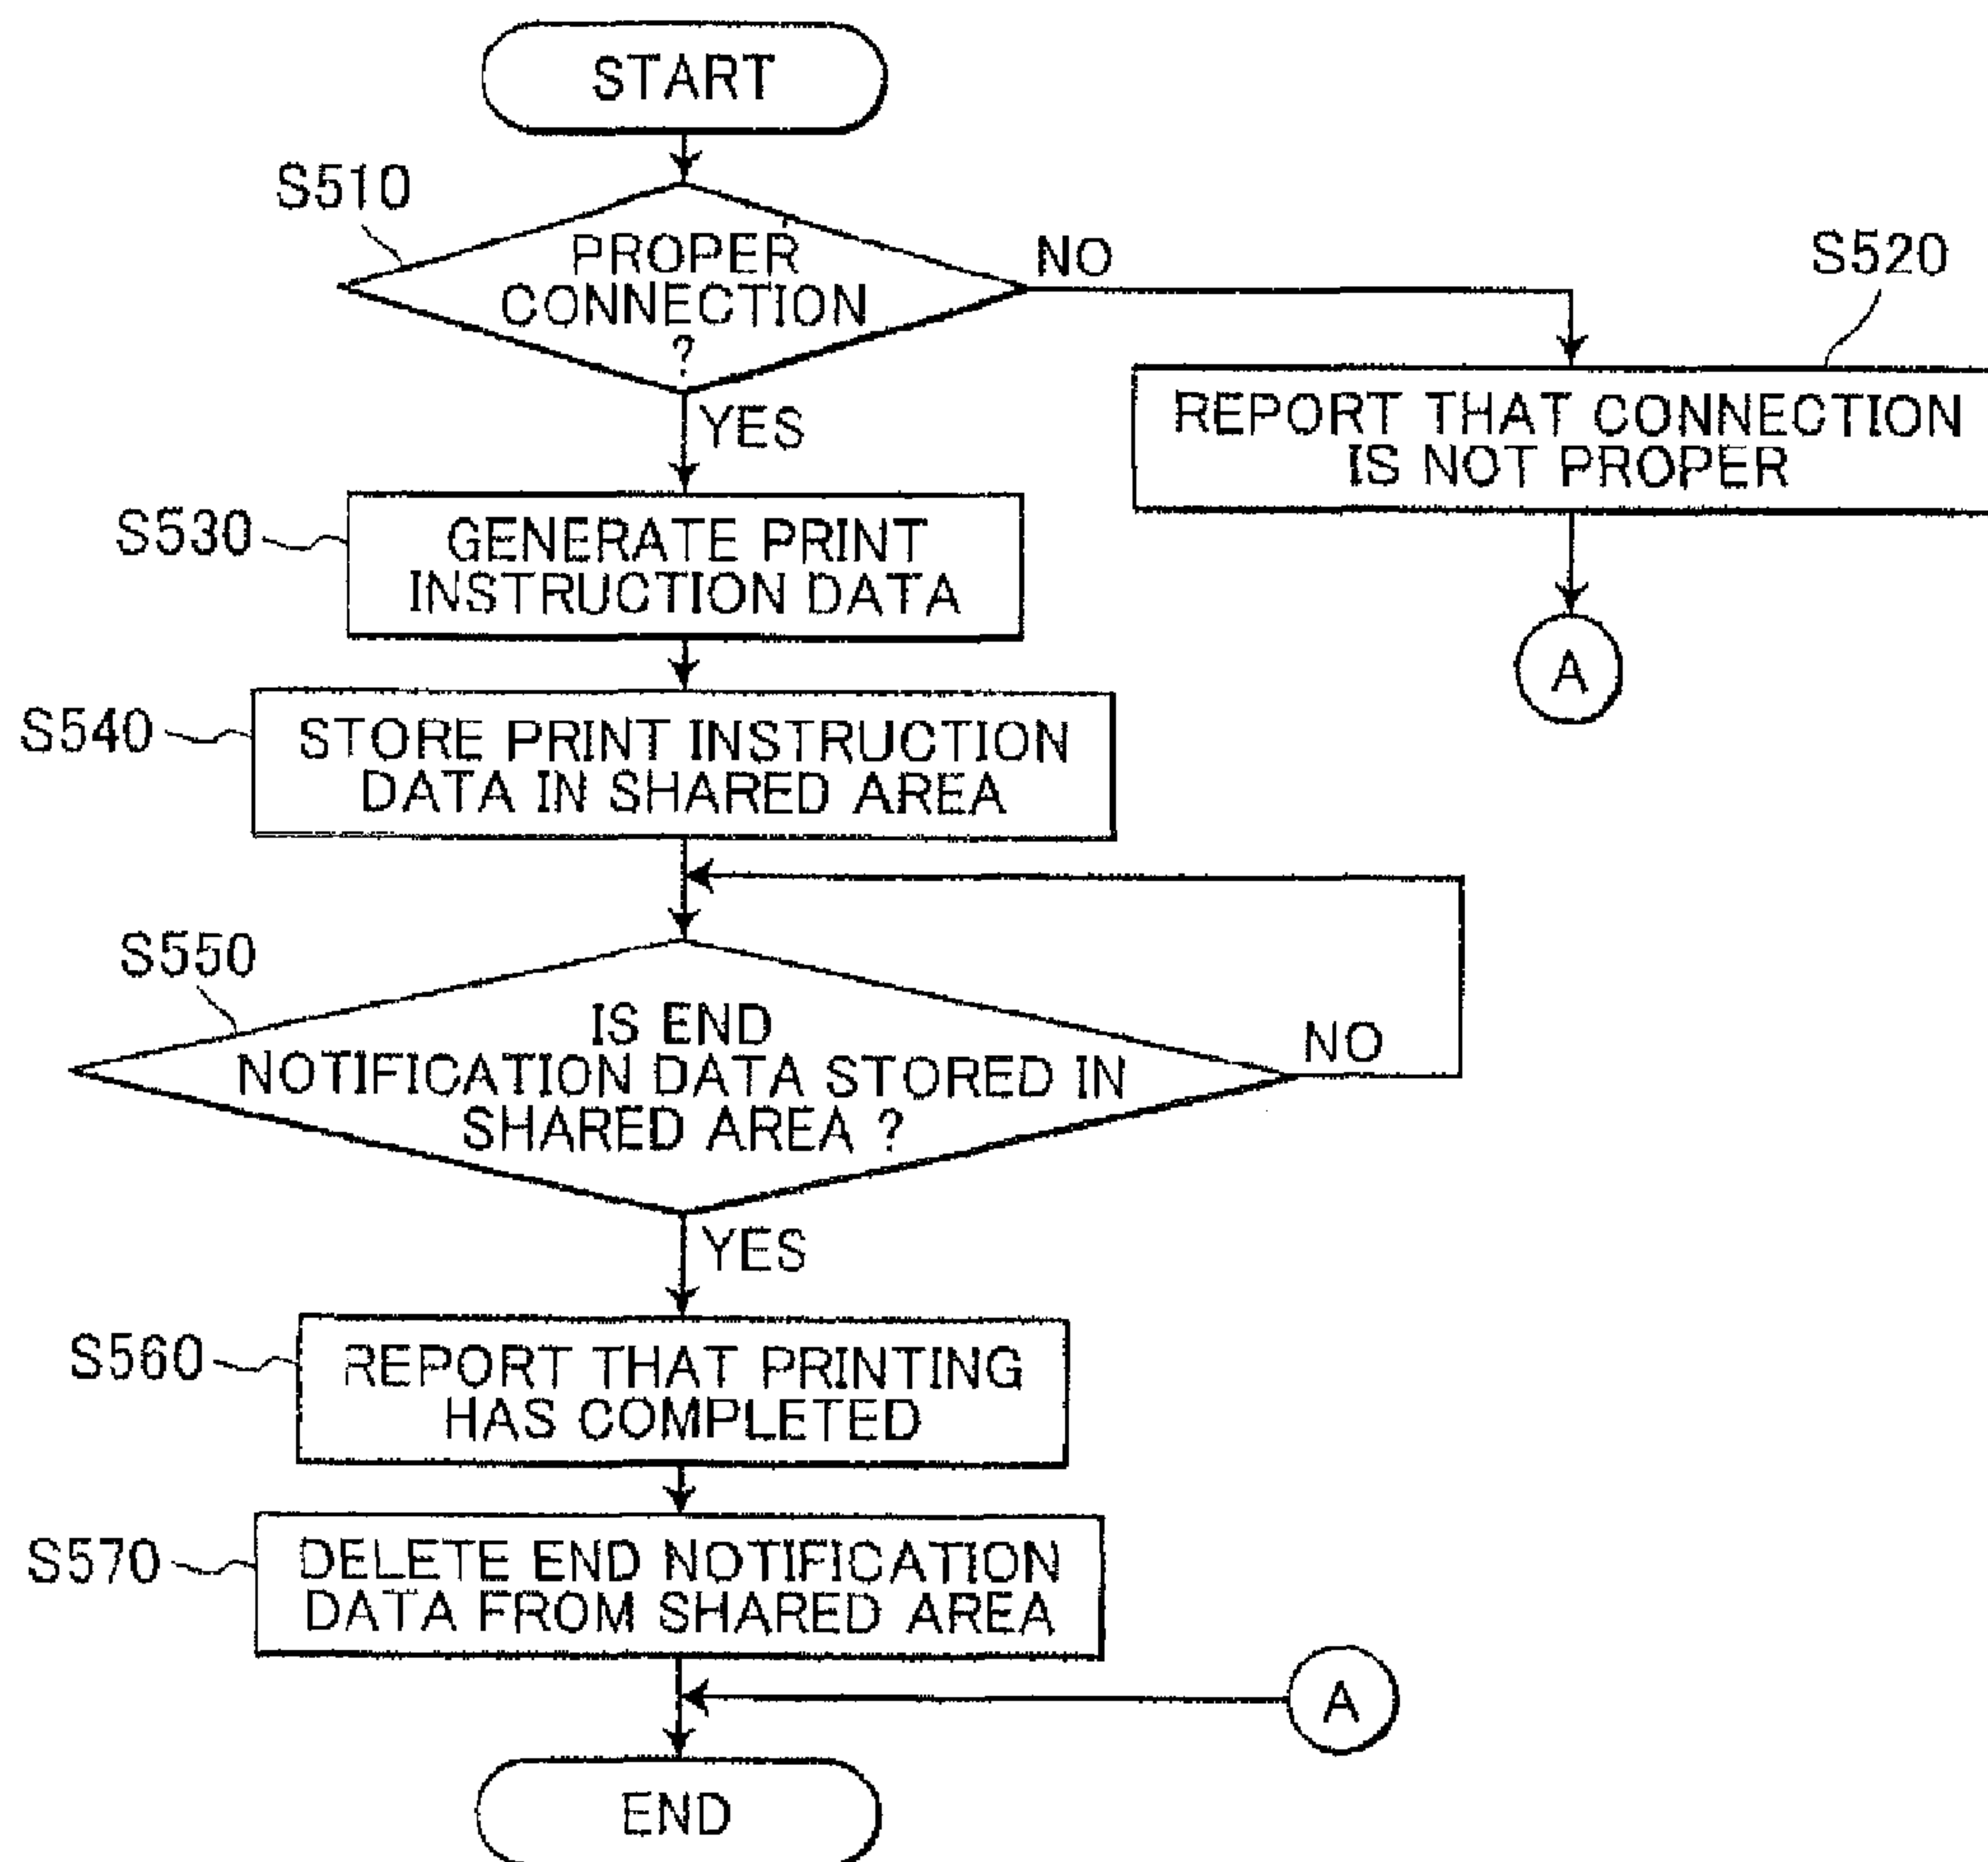 START
S510
PROPER
CONNECTION
?
NO
S520
REPORT THAT CONNECTION
IS NOT PROPER
A
YES
S530
GENERATE PRINT
INSTRUCTION DATA
S540
STORE PRINT INSTRUCTION
DATA IN SHARED AREA
S550
IS END
NOTIFICATION DATA STORED IN
SHARED AREA ?
NO
YES
S560
REPORT THAT PRINTING
HAS COMPLETED
S570
DELETE END NOTIFICATION
DATA FROM SHARED AREA
A
END